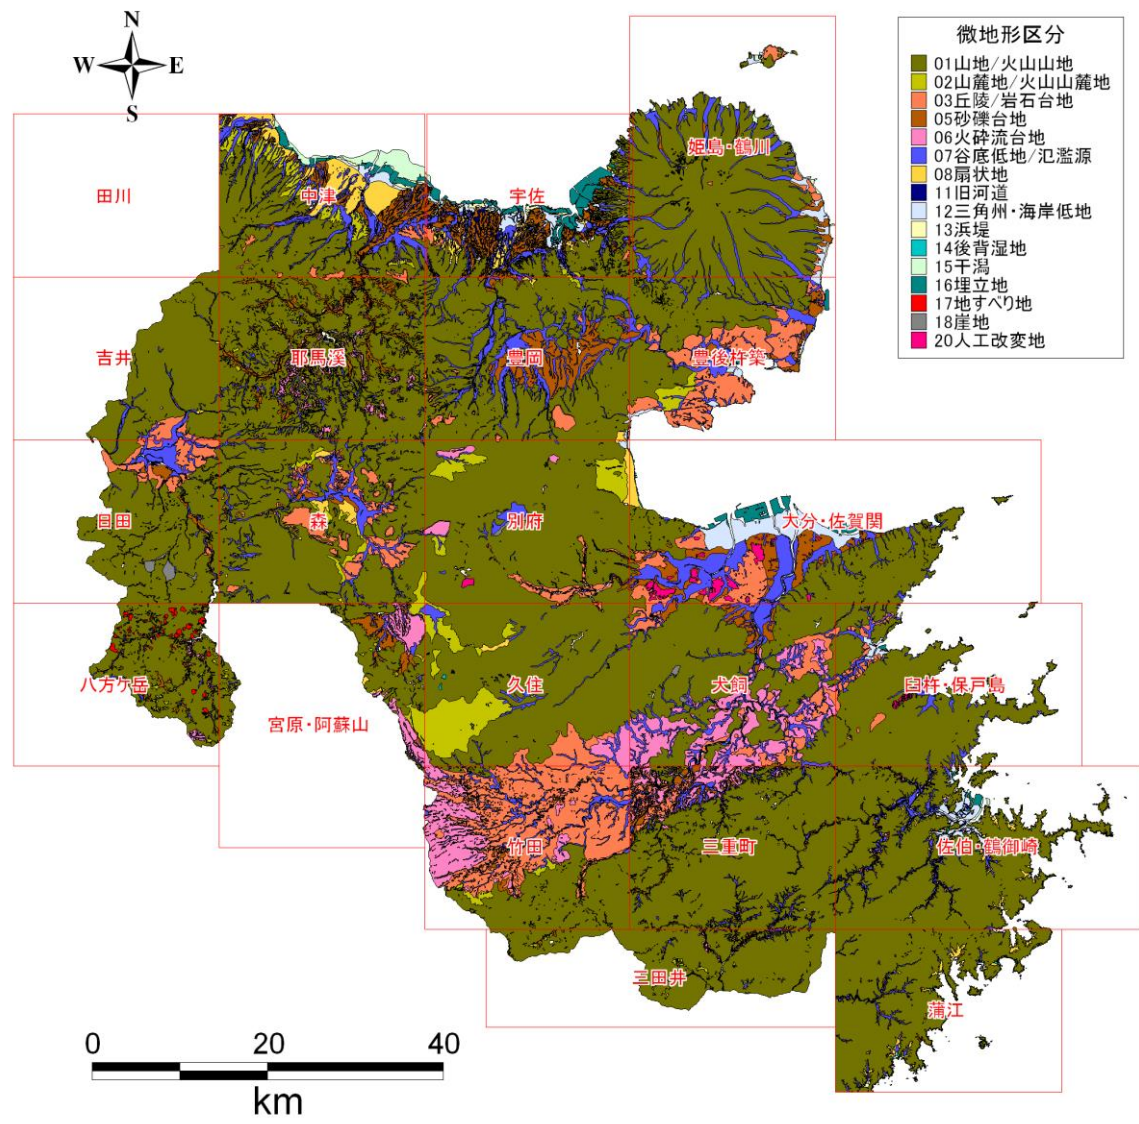 N
W E
S
微地形区分
01山地/火山山地
02山麓地/火山山麓地
03丘陵/岩石台地
05砂礫台地
06火砕流台地
07谷底低地/氾濫源
08扇状地
11旧河道
12三角州・海岸低地
13浜堤
14後背湿地
15干潟
16埋立地
17地すべり地
18崖地
20人工改変地
姫島・鶴川
田川
中津
宇佐
吉井
耶馬溪
豊岡
豊後杵築
日田
森
別府
大分・佐賀関
八方ケ岳
宮原・阿蘇山
久住
犬飼
臼杵・保戸島
竹田
三重町
佐伯・鶴御崎
三田井
蒲江
0 20 40
km